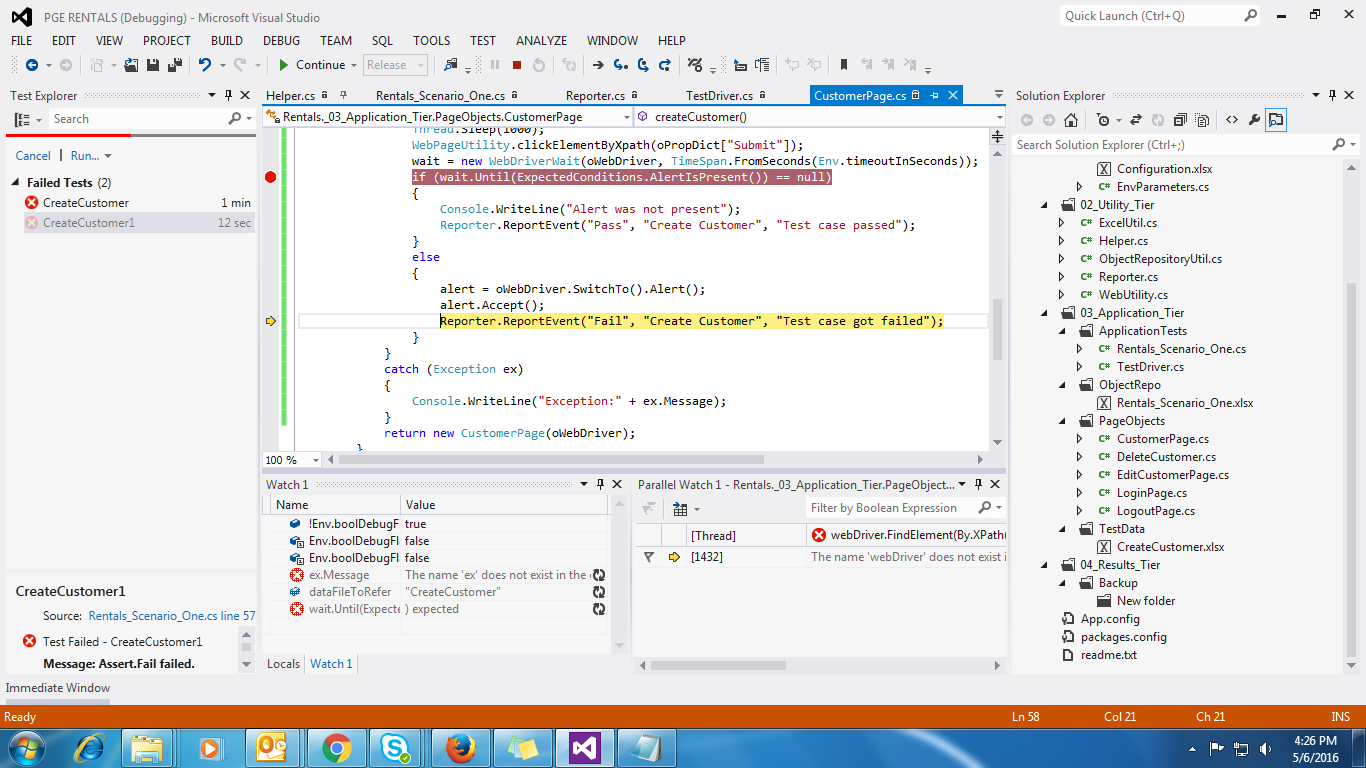 PGE RENTALS (Debugging) - Microsoft Visual Studio
Quick Launch (Ctrl+Q)
FILE EDIT VIEW PROJECT BUILD DEBUG TEAM SQL TOOLS TEST ANALYZE WINDOW HELP
Continue Release
Test Explorer
Search
Cancel | Run...
Failed Tests (2)
CreateCustomer 1 min
CreateCustomer1 12 sec
CreateCustomer1
Source: Rentals_Scenario_One.cs line 57
Test Failed - CreateCustomer1
Message: Assert.Fail failed.
Helper.cs Rentals_Scenario_One.cs Reporter.cs TestDriver.cs CustomerPage.cs
Rentals._03_Application_Tier.PageObjects.CustomerPage createCustomer()
Thread.Sleep(1000);
WebPageUtility.clickElementByXpath(oPropDict["Submit"]);
wait = new WebDriverWait(oWebDriver, TimeSpan.FromSeconds(Env.timeoutInSeconds));
if (wait.Until(ExpectedConditions.AlertIsPresent()) == null)
{
Console.WriteLine("Alert was not present");
Reporter.ReportEvent("Pass", "Create Customer", "Test case passed");
}
else
{
alert = oWebDriver.SwitchTo().Alert();
alert.Accept();
Reporter.ReportEvent("Fail", "Create Customer", "Test case got failed");
}
}
catch (Exception ex)
{
Console.WriteLine("Exception:" + ex.Message);
}
return new CustomerPage(oWebDriver);
}
100 %
Watch 1
Name Value
!Env.boolDebugF true
Env.boolDebugFl false
Env.boolDebugFl false
ex.Message The name 'ex' does not exist in the
dataFileToRefer "CreateCustomer"
wait.Until(Expecte ) expected
Locals Watch 1
Parallel Watch 1 - Rentals._03_Application_Tier.PageObject...
Filter by Boolean Expression
[Thread] webDriver.FindElement(By.XPath(
[1432] The name 'webDriver' does not exist i
Solution Explorer
Search Solution Explorer (Ctrl+;)
Configuration.xlsx
EnvParameters.cs
02_Utility_Tier
ExcelUtil.cs
Helper.cs
ObjectRepositoryUtil.cs
Reporter.cs
WebUtility.cs
03_Application_Tier
ApplicationTests
Rentals_Scenario_One.cs
TestDriver.cs
ObjectRepo
Rentals_Scenario_One.xlsx
PageObjects
CustomerPage.cs
DeleteCustomer.cs
EditCustomerPage.cs
LoginPage.cs
LogoutPage.cs
TestData
CreateCustomer.xlsx
04_Results_Tier
Backup
New folder
App.config
packages.config
readme.txt
Immediate Window
Ready Ln 58 Col 21 Ch 21 INS
4:26 PM
5/6/2016